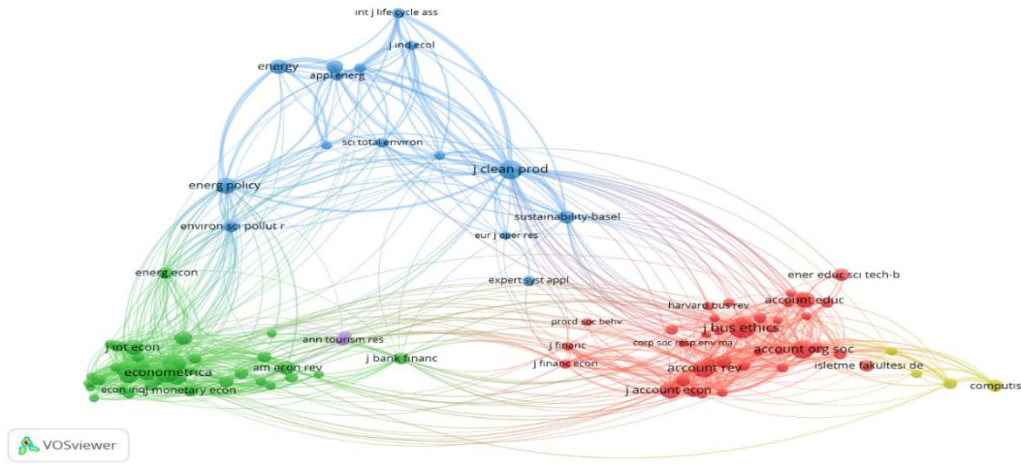 int j life cycle ass
j ind ecol
energy
appl energ
sci total environ
j clean prod
energ policy
sustainability-basel
environ sci pollut r
eur j oper res
energ econ
expert syst appl
ener educ sci tech-b
harvard bus rev
account educ
procd soc behv
j bus ethics
ann tourism res
corp soc resp env ma
j int econ
j financ
account org soc
j bank financ
j financ econ
am econ rev
account rev
isletme fakultesi de
econometrica
computis
econ inq
j monetary econ
j account econ
VOSviewer